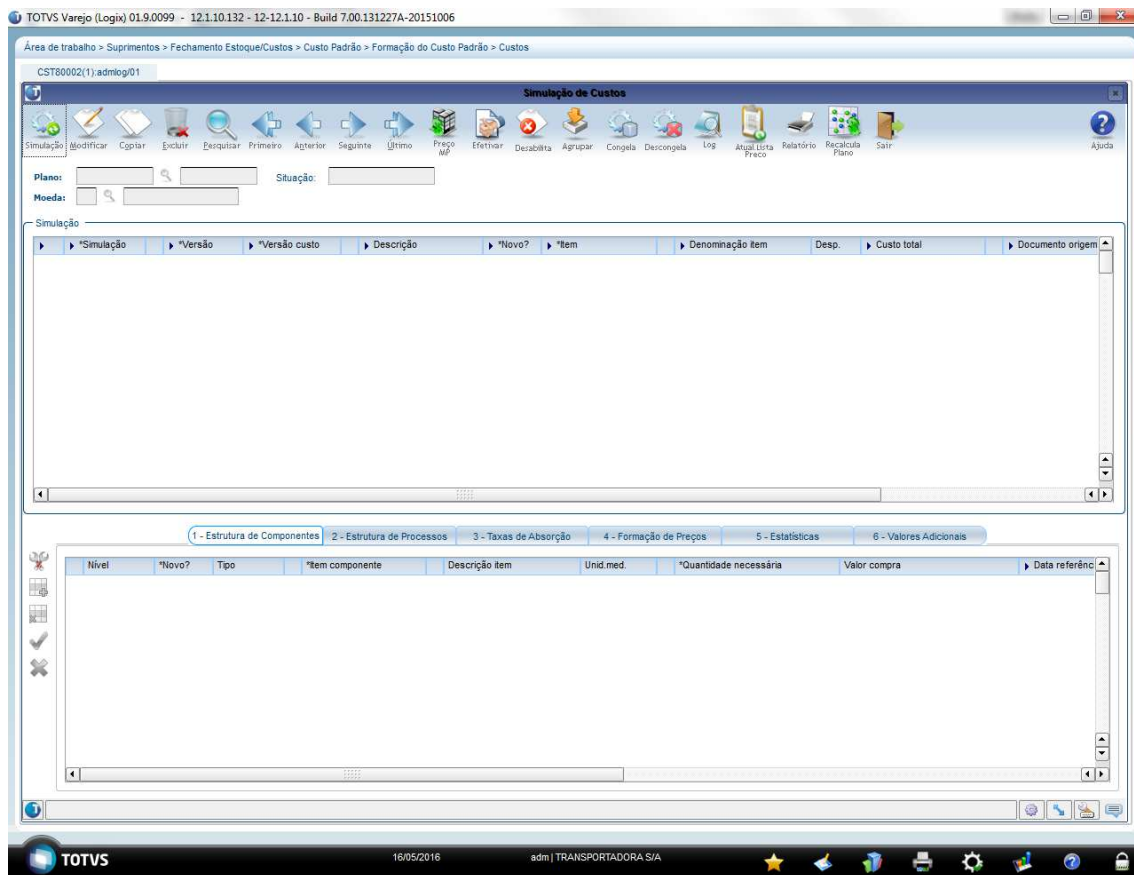 TOTVS Varejo (Logix) 01.9.0099 - 12.1.10.132 - 12-12.1.10 - Build 7.00.131227A-20151006
Área de trabalho > Suprimentos > Fechamento Estoque/Custos > Custo Padrão > Formação do Custo Padrão > Custos
CST80002(1):admlog/01
Simulação de Custos
Simulação Modificar Copiar Excluir Pesquisar Primeiro Anterior Seguinte Último Preço MP Efetivar Desabilita Agrupar Congela Descongela Log Atual.Lista Preco Relatório Recalcula Plano Sair Ajuda
Plano: Situação:
Moeda:
Simulação
*Simulação *Versão *Versão custo Descrição *Novo? *Item Denominação item Desp. Custo total Documento origem
1 - Estrutura de Componentes 2 - Estrutura de Processos 3 - Taxas de Absorção 4 - Formação de Preços 5 - Estatísticas 6 - Valores Adicionais
Nível *Novo? Tipo *Item componente Descrição item Unid.med. *Quantidade necessária Valor compra Data referênc
TOTVS 16/05/2016 adm | TRANSPORTADORA S/A